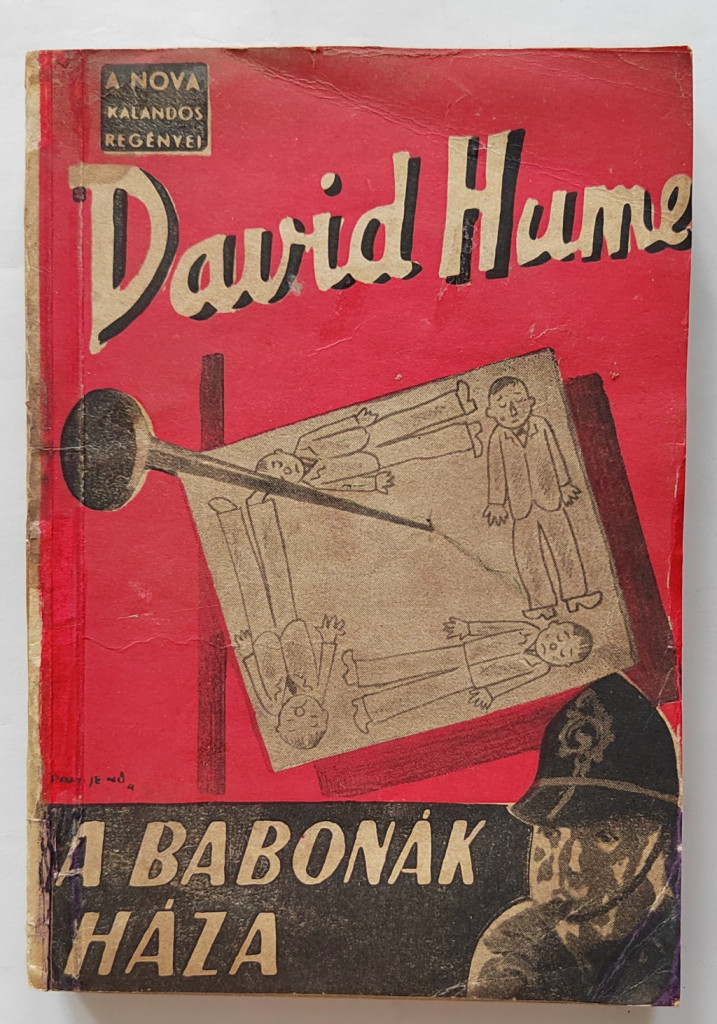 A NOVA
KALANDOS
REGÉNYEI
David Hume
A BABONÁK
HÁZA